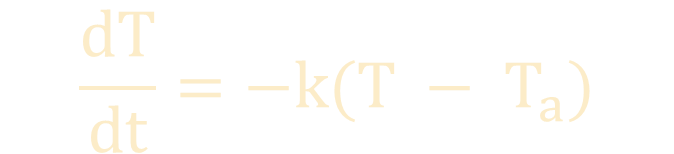 dT/dt = −k(T − Tₐ)